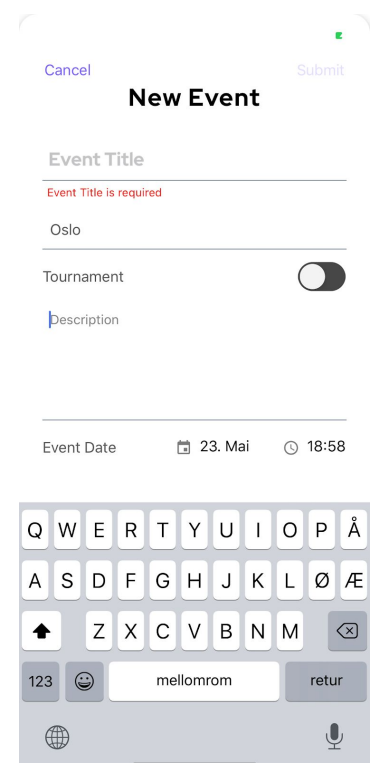 Cancel Submit
New Event
Event Title
Event Title is required
Oslo
Tournament
Description
Event Date 23. Mai 18:58
Q W E R T Y U I O P Å
A S D F G H J K L Ø Æ
Z X C V B N M
123 mellomrom retur